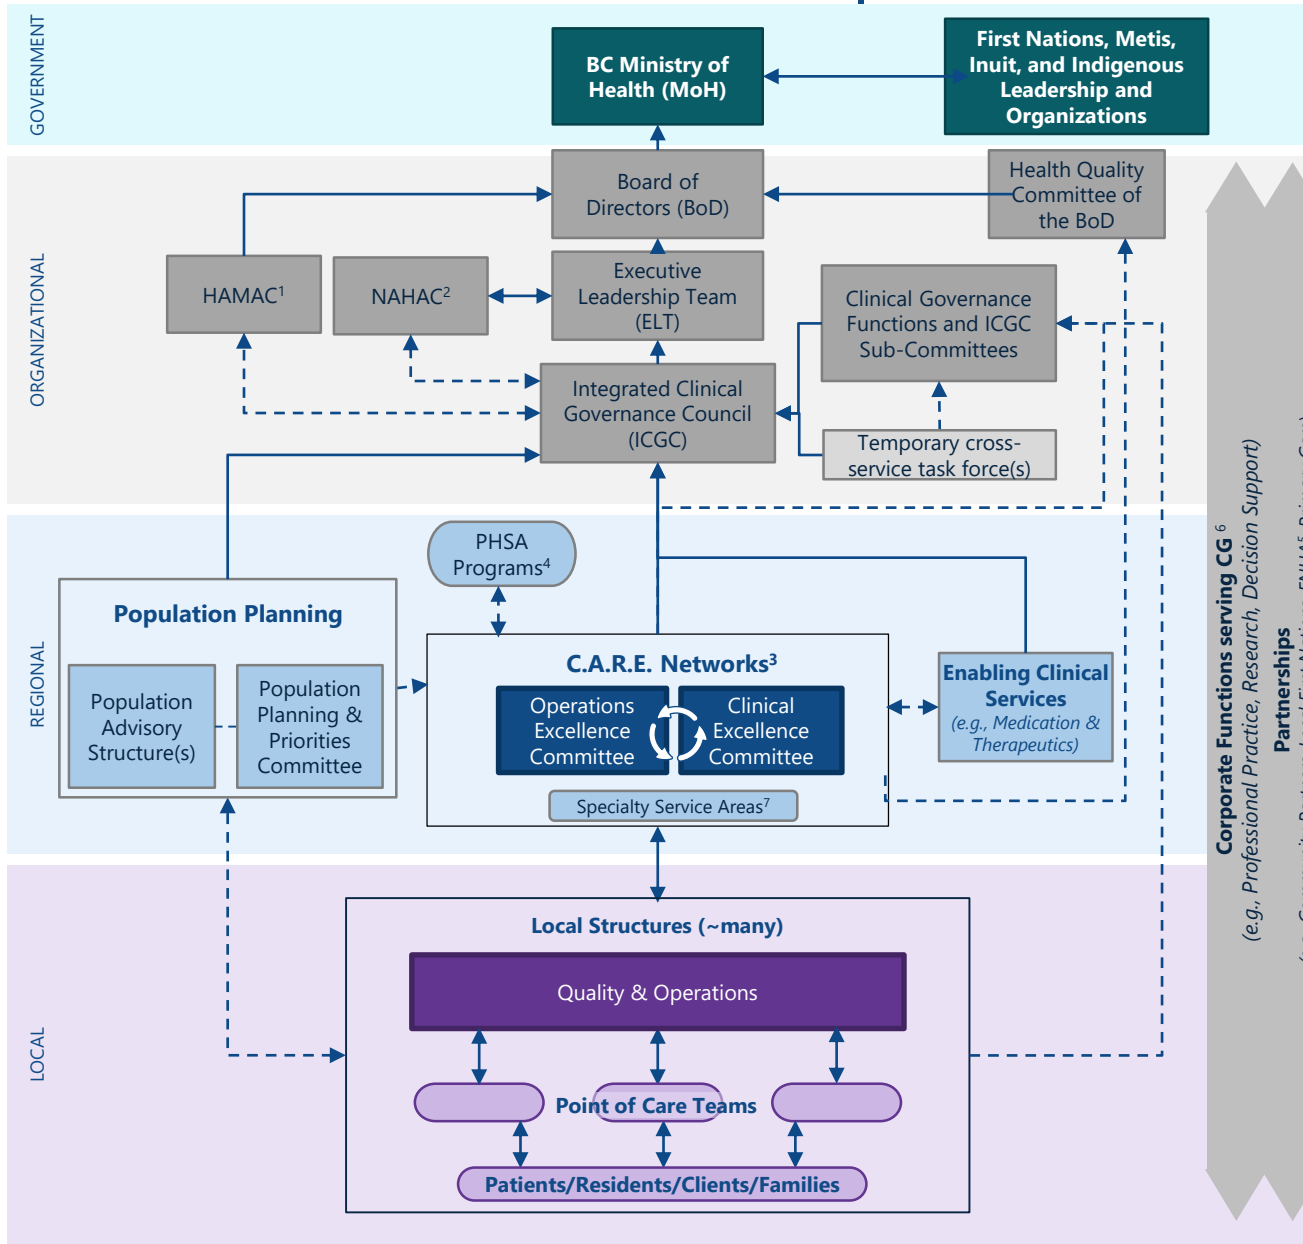 GOVERNMENT
BC Ministry of
Health (MoH)
First Nations, Metis,
Inuit, and Indigenous
Leadership and
Organizations
ORGANIZATIONAL
Board of
Directors (BoD)
Health Quality
Committee of
the BoD
HAMAC¹
NAHAC²
Executive
Leadership Team
(ELT)
Clinical Governance
Functions and ICGC
Sub-Committees
Integrated Clinical
Governance Council
(ICGC)
Temporary cross-
service task force(s)
REGIONAL
PHSA
Programs⁴
Population Planning
Population
Advisory
Structure(s)
Population
Planning &
Priorities
Committee
C.A.R.E. Networks³
Operations
Excellence
Committee
Clinical
Excellence
Committee
Specialty Service Areas⁷
Enabling Clinical
Services
(e.g., Medication &
Therapeutics)
LOCAL
Local Structures (~many)
Quality & Operations
Point of Care Teams
Patients/Residents/Clients/Families
Corporate Functions serving CG ⁶
(e.g., Professional Practice, Research, Decision Support)
Partnerships